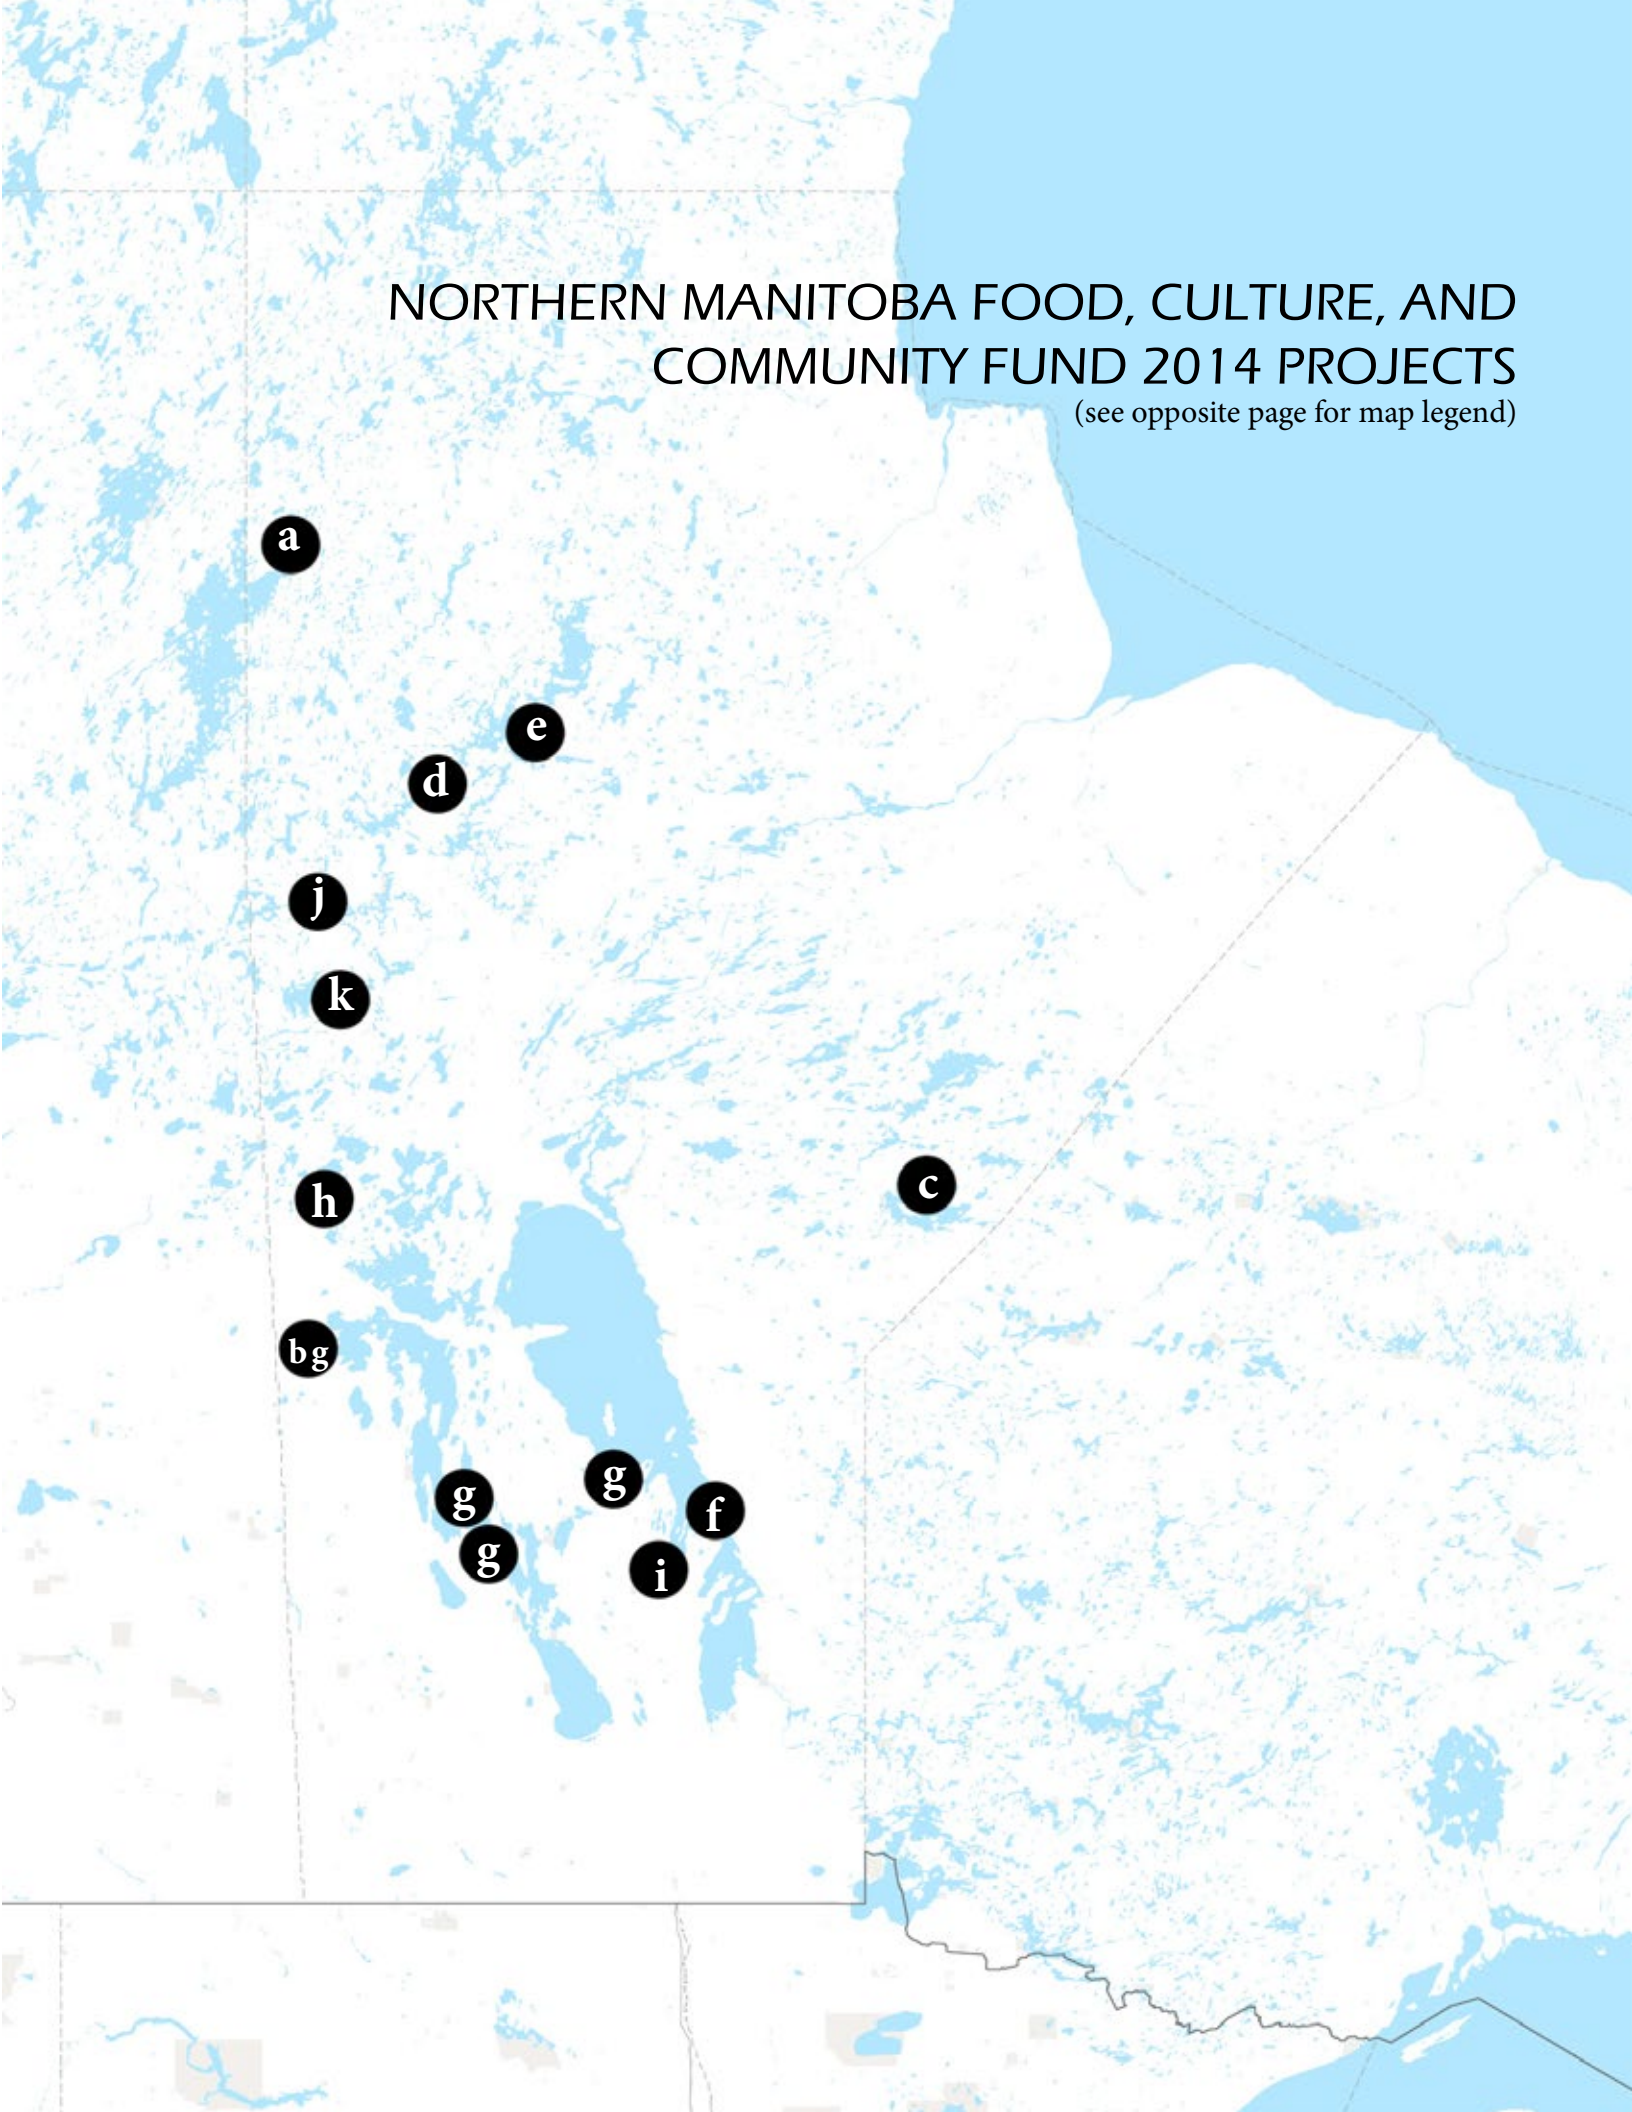 NORTHERN MANITOBA FOOD, CULTURE, AND
COMMUNITY FUND 2014 PROJECTS
(see opposite page for map legend)
a
e
d
j
k
c
h
bg
g
g
f
g
i